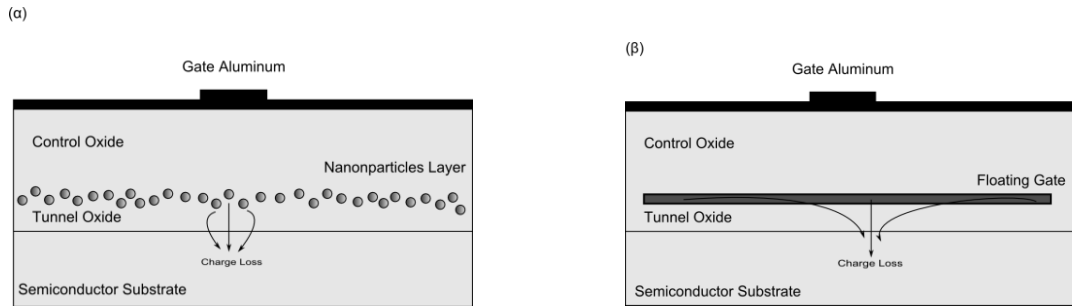 (α)
Gate Aluminum
Control Oxide
Nanonparticles Layer
Tunnel Oxide
Charge Loss
Semiconductor Substrate
(β)
Gate Aluminum
Control Oxide
Floating Gate
Tunnel Oxide
Charge Loss
Semiconductor Substrate